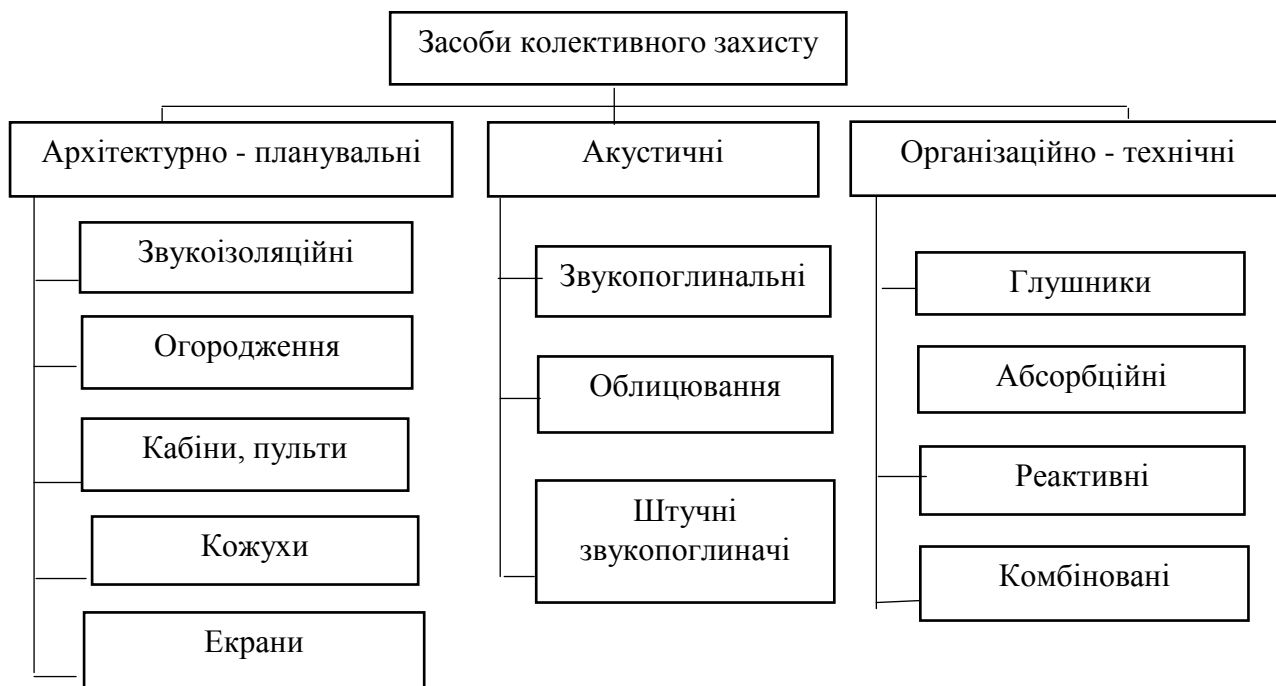 Засоби колективного захисту
Архітектурно - планувальні
Звукоізоляційні
Огородження
Кабіни, пульти
Кожухи
Екрани
Акустичні
Звукопоглинальні
Облицювання
Штучні
звукопоглиначі
Організаційно - технічні
Глушники
Абсорбційні
Реактивні
Комбіновані